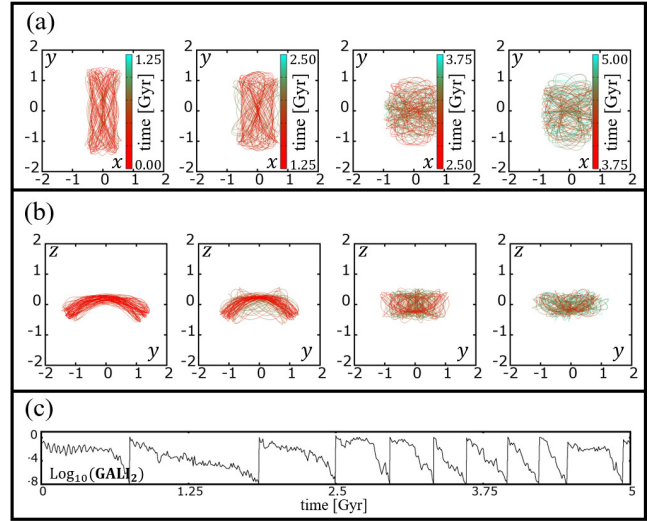 (a)
2 1 0 -1 -2
y
x
-2 -1 0 1 2
1.25
0.00
time [Gyr]
y
x
-2 -1 0 1 2
2.50
1.25
time [Gyr]
y
x
-2 -1 0 1 2
3.75
2.50
time [Gyr]
y
x
-2 -1 0 1 2
5.00
3.75
time [Gyr]
(b)
2 1 0 -1 -2
z
y
-2 -1 0 1 2
z
y
-2 -1 0 1 2
z
y
-2 -1 0 1 2
z
y
-2 -1 0 1 2
(c)
0
-4
-8
Log₁₀(GALI₂)
0 1.25 2.5 3.75 5
time [Gyr]